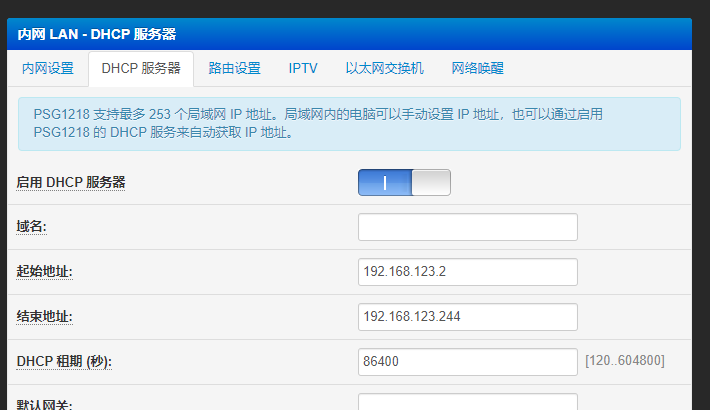 内网 LAN - DHCP 服务器
内网设置 DHCP 服务器 路由设置 IPTV 以太网交换机 网络唤醒
PSG1218 支持最多 253 个局域网 IP 地址。局域网内的电脑可以手动设置 IP 地址，也可以通过启用
PSG1218 的 DHCP 服务来自动获取 IP 地址。
启用 DHCP 服务器
域名:
起始地址: 192.168.123.2
结束地址: 192.168.123.244
DHCP 租期 (秒): 86400 [120..604800]
默认网关: